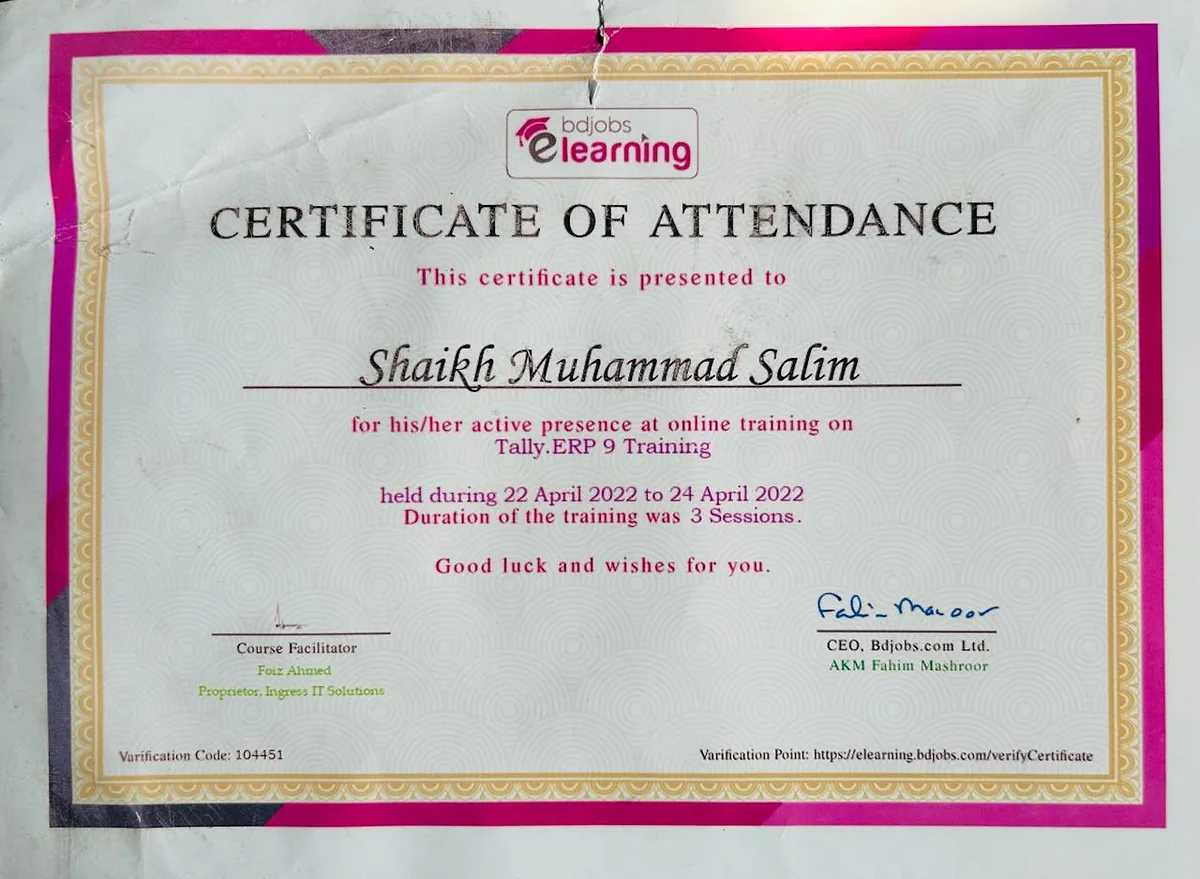 bdjobs
elearning
CERTIFICATE OF ATTENDANCE
This certificate is presented to
Shaikh Muhammad Salim
for his/her active presence at online training on
Tally.ERP 9 Training
held during 22 April 2022 to 24 April 2022
Duration of the training was 3 Sessions.
Good luck and wishes for you.
Course Facilitator
Foiz Ahmed
Proprietor, Ingress IT Solutions
CEO, Bdjobs.com Ltd.
AKM Fahim Mashroor
Varification Code: 104451
Varification Point: https://elearning.bdjobs.com/verifyCertificate